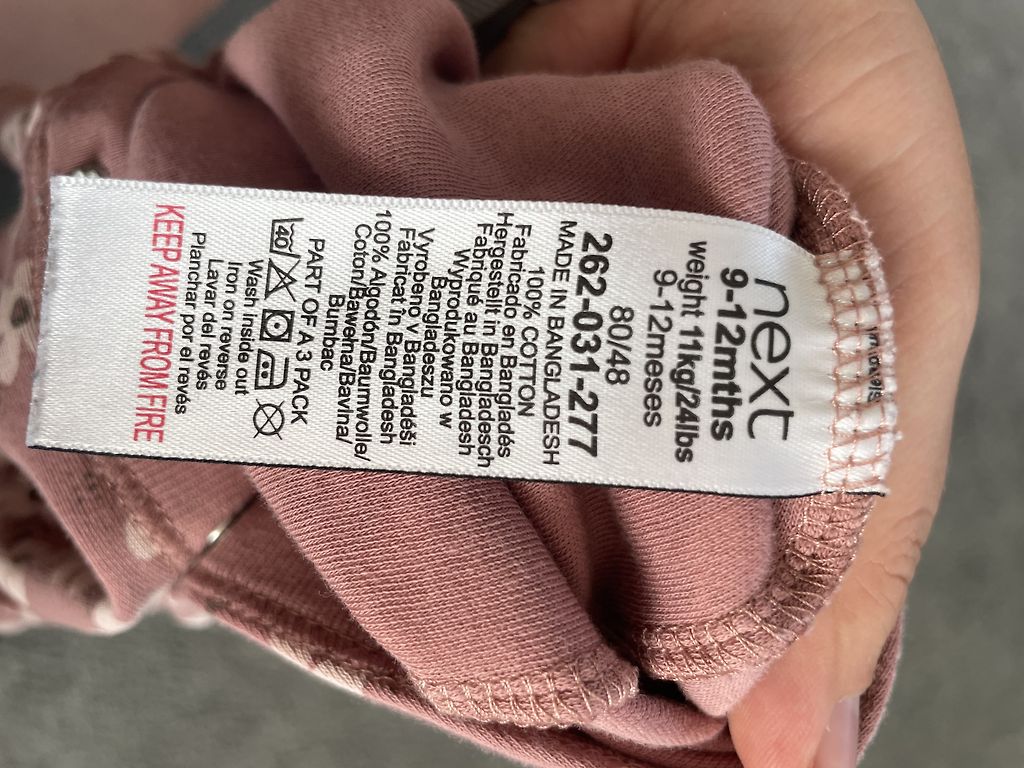 next
9-12mths
weight 11kg/24lbs
9-12meses
80/48
262-031-277
MADE IN BANGLADESH
100% COTTON
Fabricado en Bangladés
Hergestellt in Bangladesch
Fabriqué au Bangladesh
Wyprodukowano w
Bangladeszu
Vyrobeno v Bangladéši
Fabricat în Bangladesh
100% Algodón/Baumwolle/
Coton/Bawełna/Bavlna/
Bumbac
PART OF A 3 PACK
40
Wash inside out
Iron on reverse
Lavar del revés
Planchar por el revés
KEEP AWAY FROM FIRE